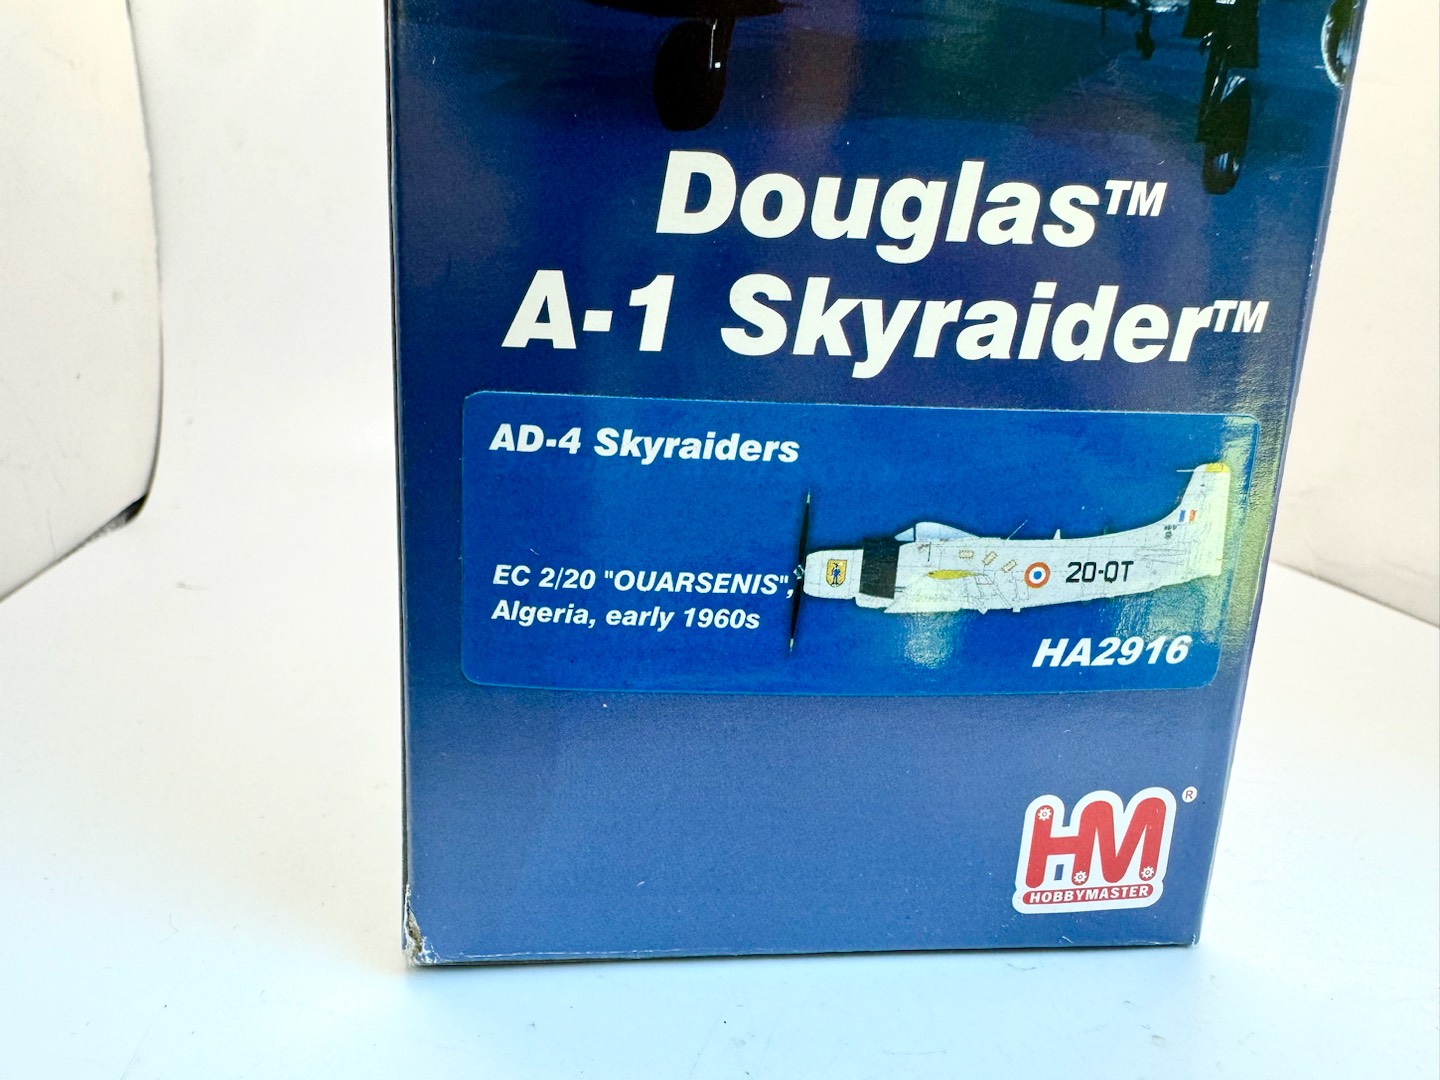 Douglas™
A-1 Skyraider™
AD-4 Skyraiders
EC 2/20 "OUARSENIS",
Algeria, early 1960s
20-QT
HA2916
HM®
HOBBYMASTER